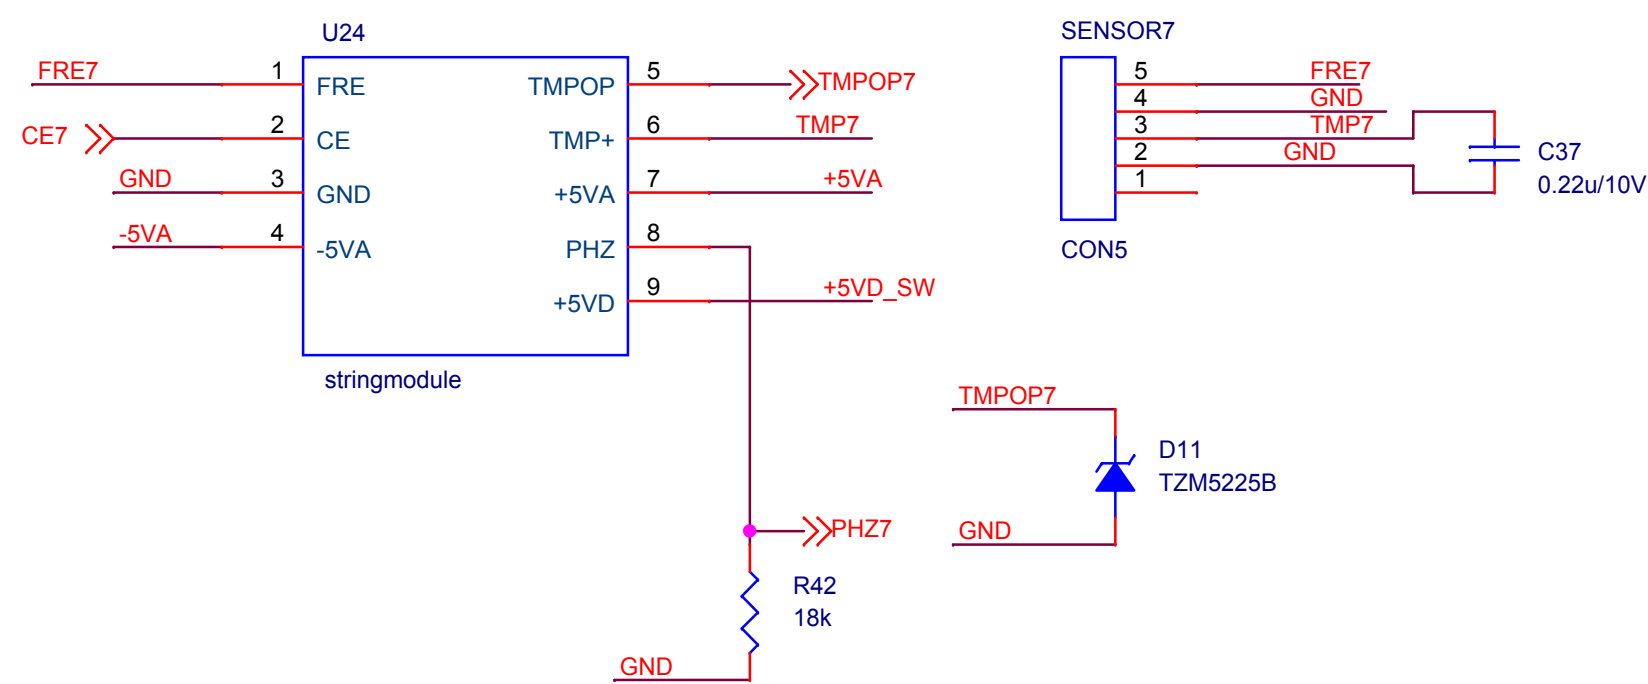 U24
FRE7
1
FRE
CE7
2
CE
GND
3
GND
-5VA
4
-5VA
TMPOP
5
TMPOP7
TMP+
6
TMP7
+5VA
7
+5VA
PHZ
8
+5VD
9
+5VD_SW
stringmodule
PHZ7
R42
18k
GND
SENSOR7
5
FRE7
4
GND
3
TMP7
2
GND
1
CON5
C37
0.22u/10V
TMPOP7
D11
TZM5225B
GND